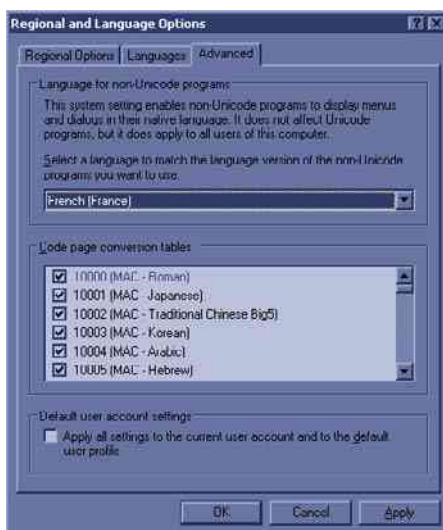 Regional and Language Options
Regional Options
Languages
Advanced
Language for non-Unicode programs
This system setting enables non-Unicode programs to display menus
and dialogs in their native language. It does not affect Unicode
programs, but it does apply to all users of this computer.
Select a language to match the language version of the non-Unicode
programs you want to use:
French (France)
Code page conversion tables
10000 (MAC - Roman)
10001 (MAC - Japanese)
10002 (MAC - Traditional Chinese Big5)
10003 (MAC - Korean)
10004 (MAC - Arabic)
10005 (MAC - Hebrew)
Default user account settings
Apply all settings to the current user account and to the default
user profile
OK
Cancel
Apply